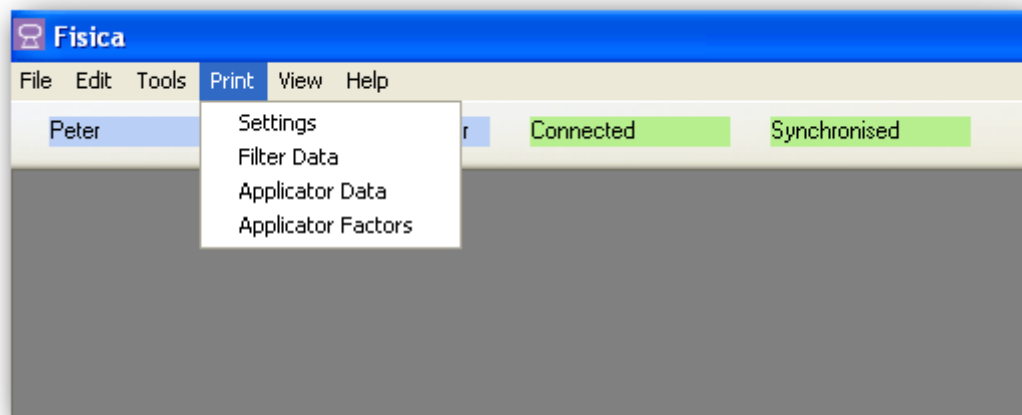 Fisica
File Edit Tools Print View Help
Peter Connected Synchronised
Settings
Filter Data
Applicator Data
Applicator Factors